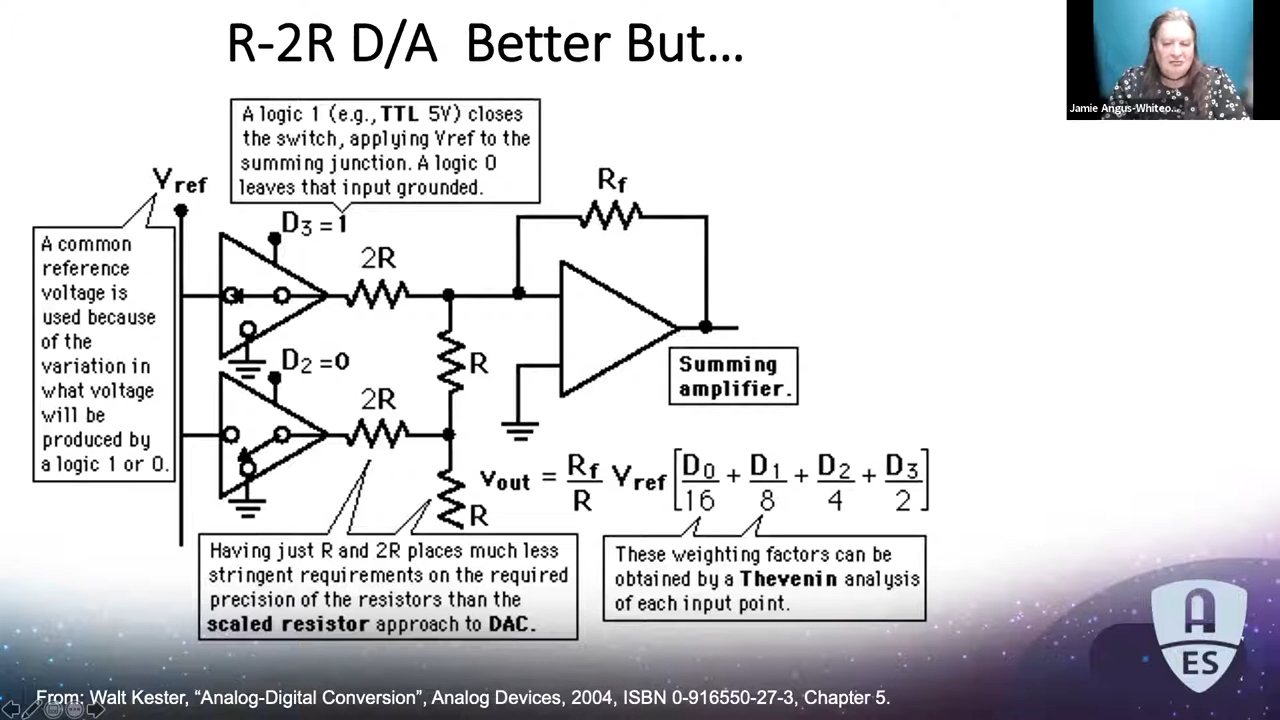 R-2R D/A Better But...
Jamie Angus-Whiteo...
A logic 1 (e.g., TTL 5V) closes
the switch, applying Vref to the
summing junction. A logic 0
leaves that input grounded.
Vref
A common
reference
voltage is
used because
of the
variation in
what voltage
will be
produced by
a logic 1 or 0.
D3 = 1
2R
Rf
D2 =0
2R
R
R
Summing
amplifier.
Vout = Rf/R Vref [D0/16 + D1/8 + D2/4 + D3/2]
Having just R and 2R places much less
stringent requirements on the required
precision of the resistors than the
scaled resistor approach to DAC.
These weighting factors can be
obtained by a Thevenin analysis
of each input point.
A
ES
From: Walt Kester, “Analog-Digital Conversion”, Analog Devices, 2004, ISBN 0-916550-27-3, Chapter 5.